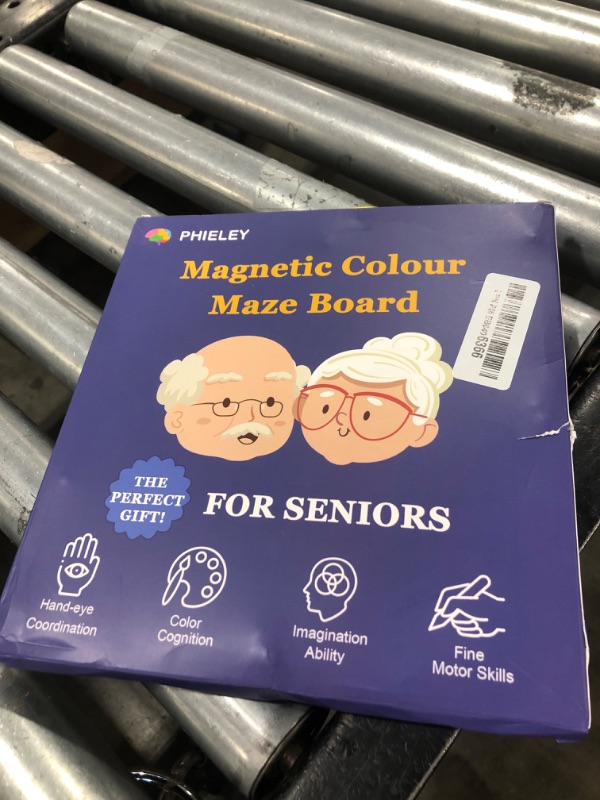 PHIELEY
Magnetic Colour
Maze Board
6366
THE
PERFECT
GIFT!
FOR SENIORS
Hand-eye
Coordination
Color
Cognition
Imagination
Ability
Fine
Motor Skills